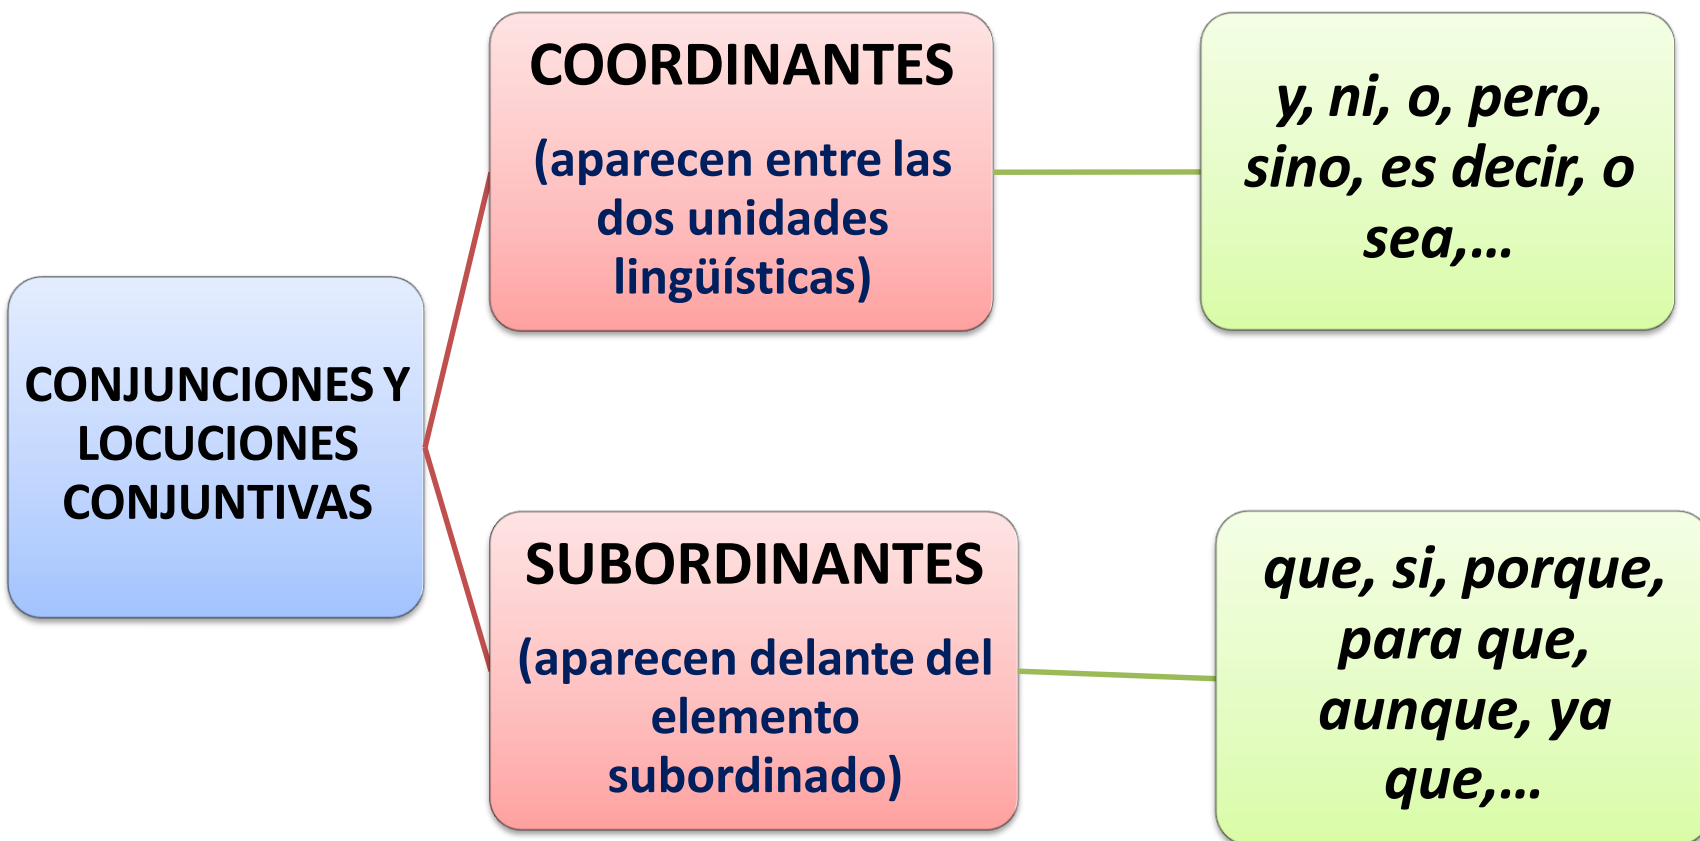 COORDINANTES
(aparecen entre las
dos unidades
lingüísticas)
y, ni, o, pero,
sino, es decir, o
sea,...
CONJUNCIONES Y
LOCUCIONES
CONJUNTIVAS
SUBORDINANTES
(aparecen delante del
elemento
subordinado)
que, si, porque,
para que,
aunque, ya
que,...